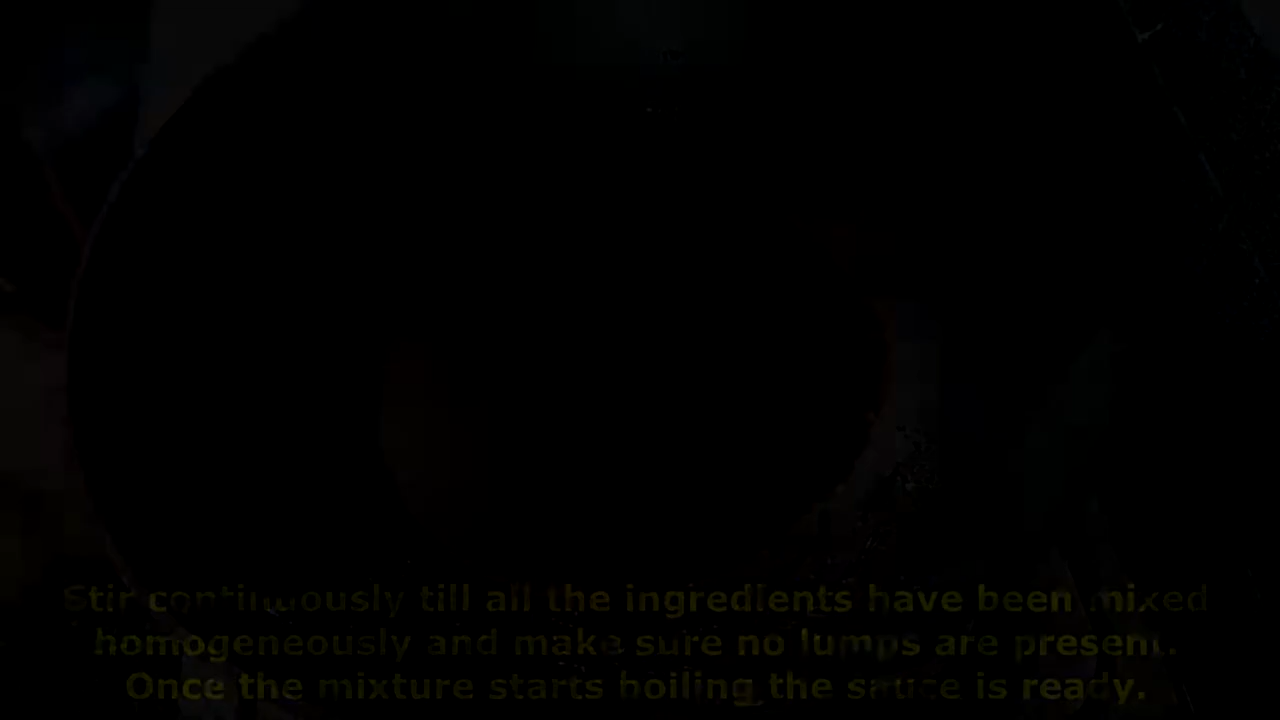 Stir continuously till all the ingredients have been mixed
homogeneously and make sure no lumps are present.
Once the mixture starts boiling the sauce is ready.